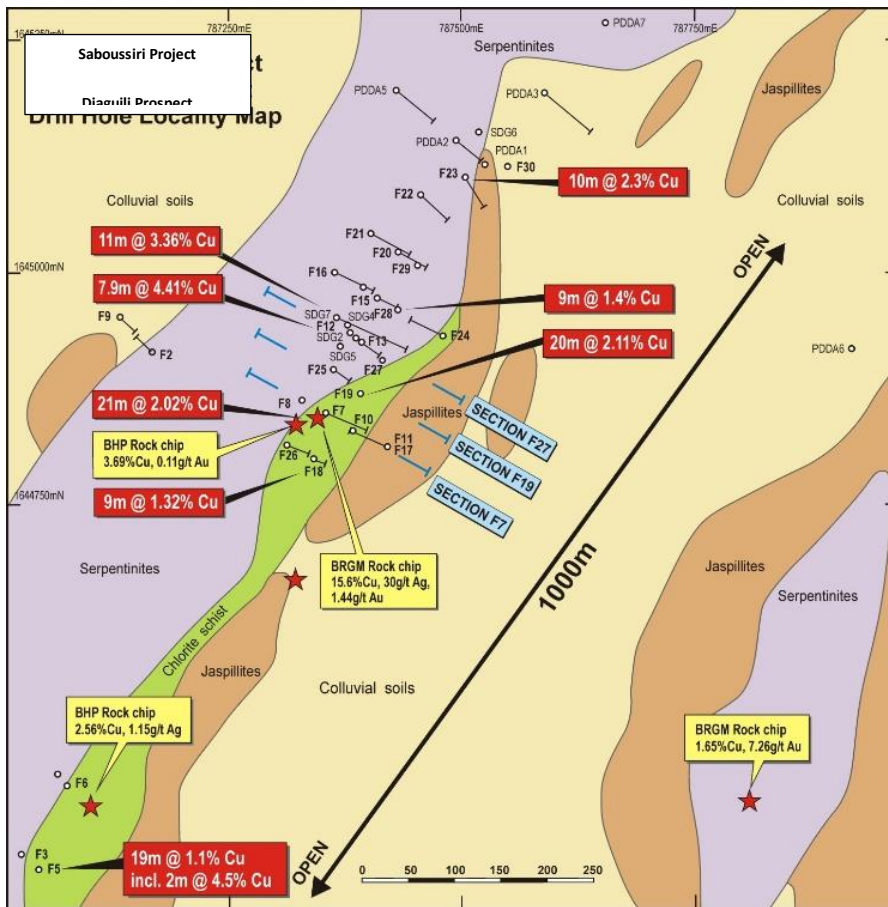 787250mE
787500mE
787750mE
1645250mN
Saboussiri Project
Diaguili Prospect
Drill Hole Locality Map
Serpentinites
PDDA7
PDDA5
PDDA3
Jaspillites
SDG6
PDDA2
PDDA1
F30
F23
10m @ 2.3% Cu
F22
Colluvial soils
Colluvial soils
11m @ 3.36% Cu
F21
F20
F29
OPEN
1645000mN
F16
7.9m @ 4.41% Cu
F15
9m @ 1.4% Cu
F28
F9
SDG7
SDG4
F12
F24
SDG2
F13
20m @ 2.11% Cu
F2
SDG5
F27
PDDA6
F25
F19
21m @ 2.02% Cu
F8
F7
Jaspillites
SECTION F27
F10
BHP Rock chip
3.69%Cu, 0.11g/t Au
F11
F17
F26
F18
SECTION F19
9m @ 1.32% Cu
SECTION F7
1644750mN
Serpentinites
BRGM Rock chip
15.6%Cu, 30g/t Ag,
1.44g/t Au
1000m
Jaspillites
Serpentinites
Chlorite schist
Jaspillites
Colluvial soils
BHP Rock chip
2.56%Cu, 1.15g/t Ag
BRGM Rock chip
1.65%Cu, 7.26g/t Au
F6
F3
F5
19m @ 1.1% Cu
incl. 2m @ 4.5% Cu
OPEN
0 50 100 150 200 250